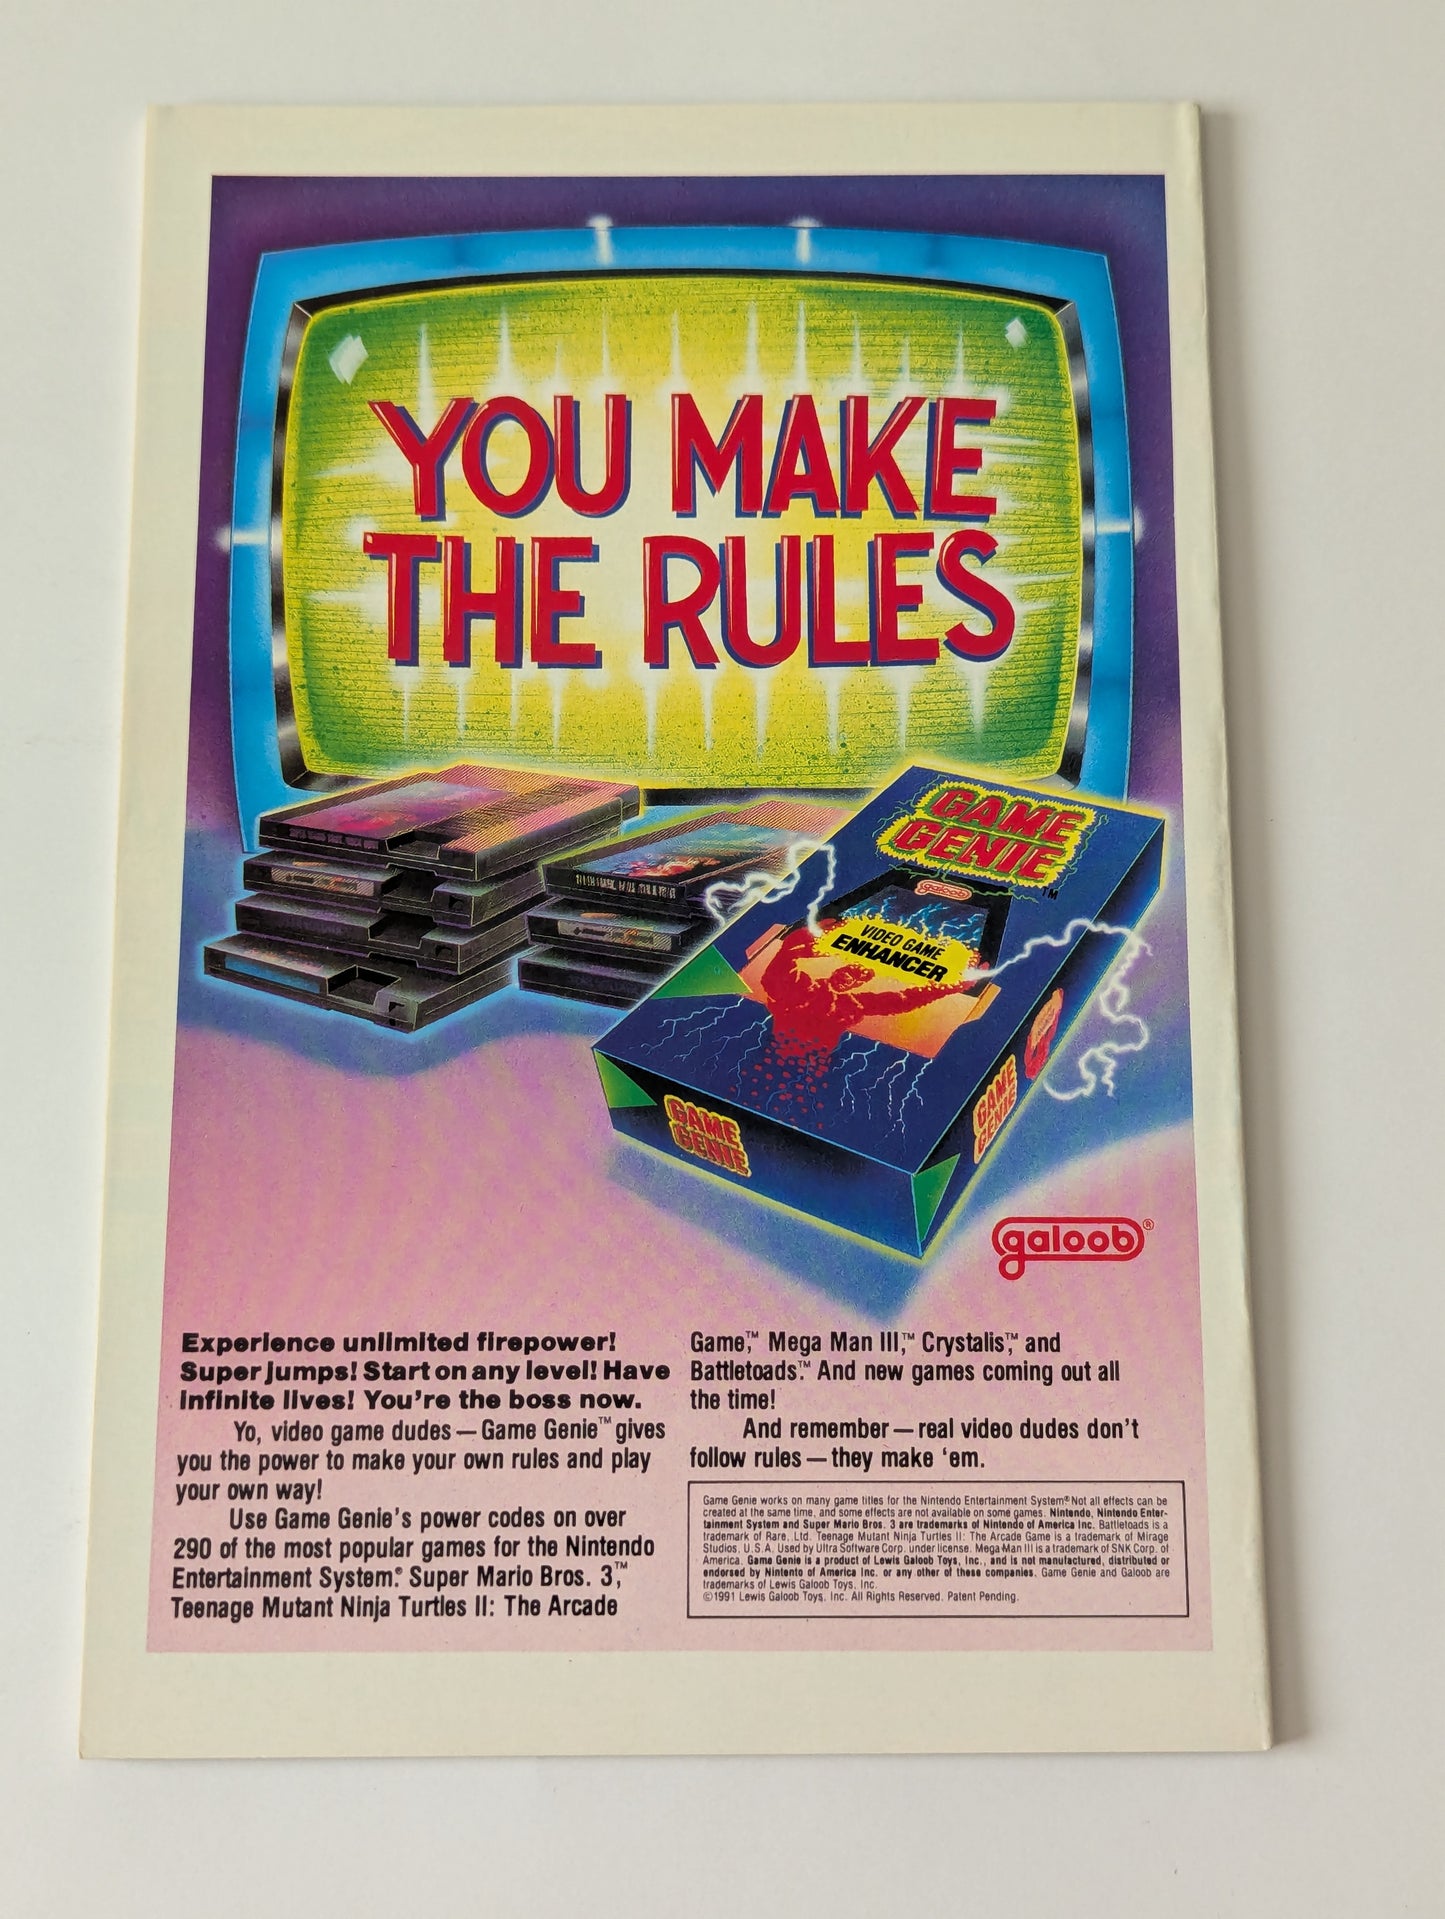 YOU MAKE
THE RULES
GAME
GENIE™
galoob
VIDEO GAME
ENHANCER
GAME
GENIE
GAME
GENIE
galoob®
Experience unlimited firepower!
Super jumps! Start on any level! Have
infinite lives! You're the boss now.
Yo, video game dudes — Game Genie™ gives
you the power to make your own rules and play
your own way!
Use Game Genie's power codes on over
290 of the most popular games for the Nintendo
Entertainment System.® Super Mario Bros. 3,™
Teenage Mutant Ninja Turtles II: The Arcade
Game,™ Mega Man III,™ Crystalis,™ and
Battletoads.™ And new games coming out all
the time!
And remember — real video dudes don't
follow rules — they make 'em.
Game Genie works on many game titles for the Nintendo Entertainment System® Not all effects can be
created at the same time, and some effects are not available on some games. Nintendo, Nintendo Enter-
tainment System and Super Mario Bros. 3 are trademarks of Nintendo of America Inc. Battletoads is a
trademark of Rare, Ltd. Teenage Mutant Ninja Turtles II: The Arcade Game is a trademark of Mirage
Studios, U.S.A. Used by Ultra Software Corp. under license. Mega Man III is a trademark of SNK Corp. of
America. Game Genie is a product of Lewis Galoob Toys, Inc., and is not manufactured, distributed or
endorsed by Nintento of America Inc. or any other of these companies. Game Genie and Galoob are
trademarks of Lewis Galoob Toys, Inc.
©1991 Lewis Galoob Toys, Inc. All Rights Reserved. Patent Pending.